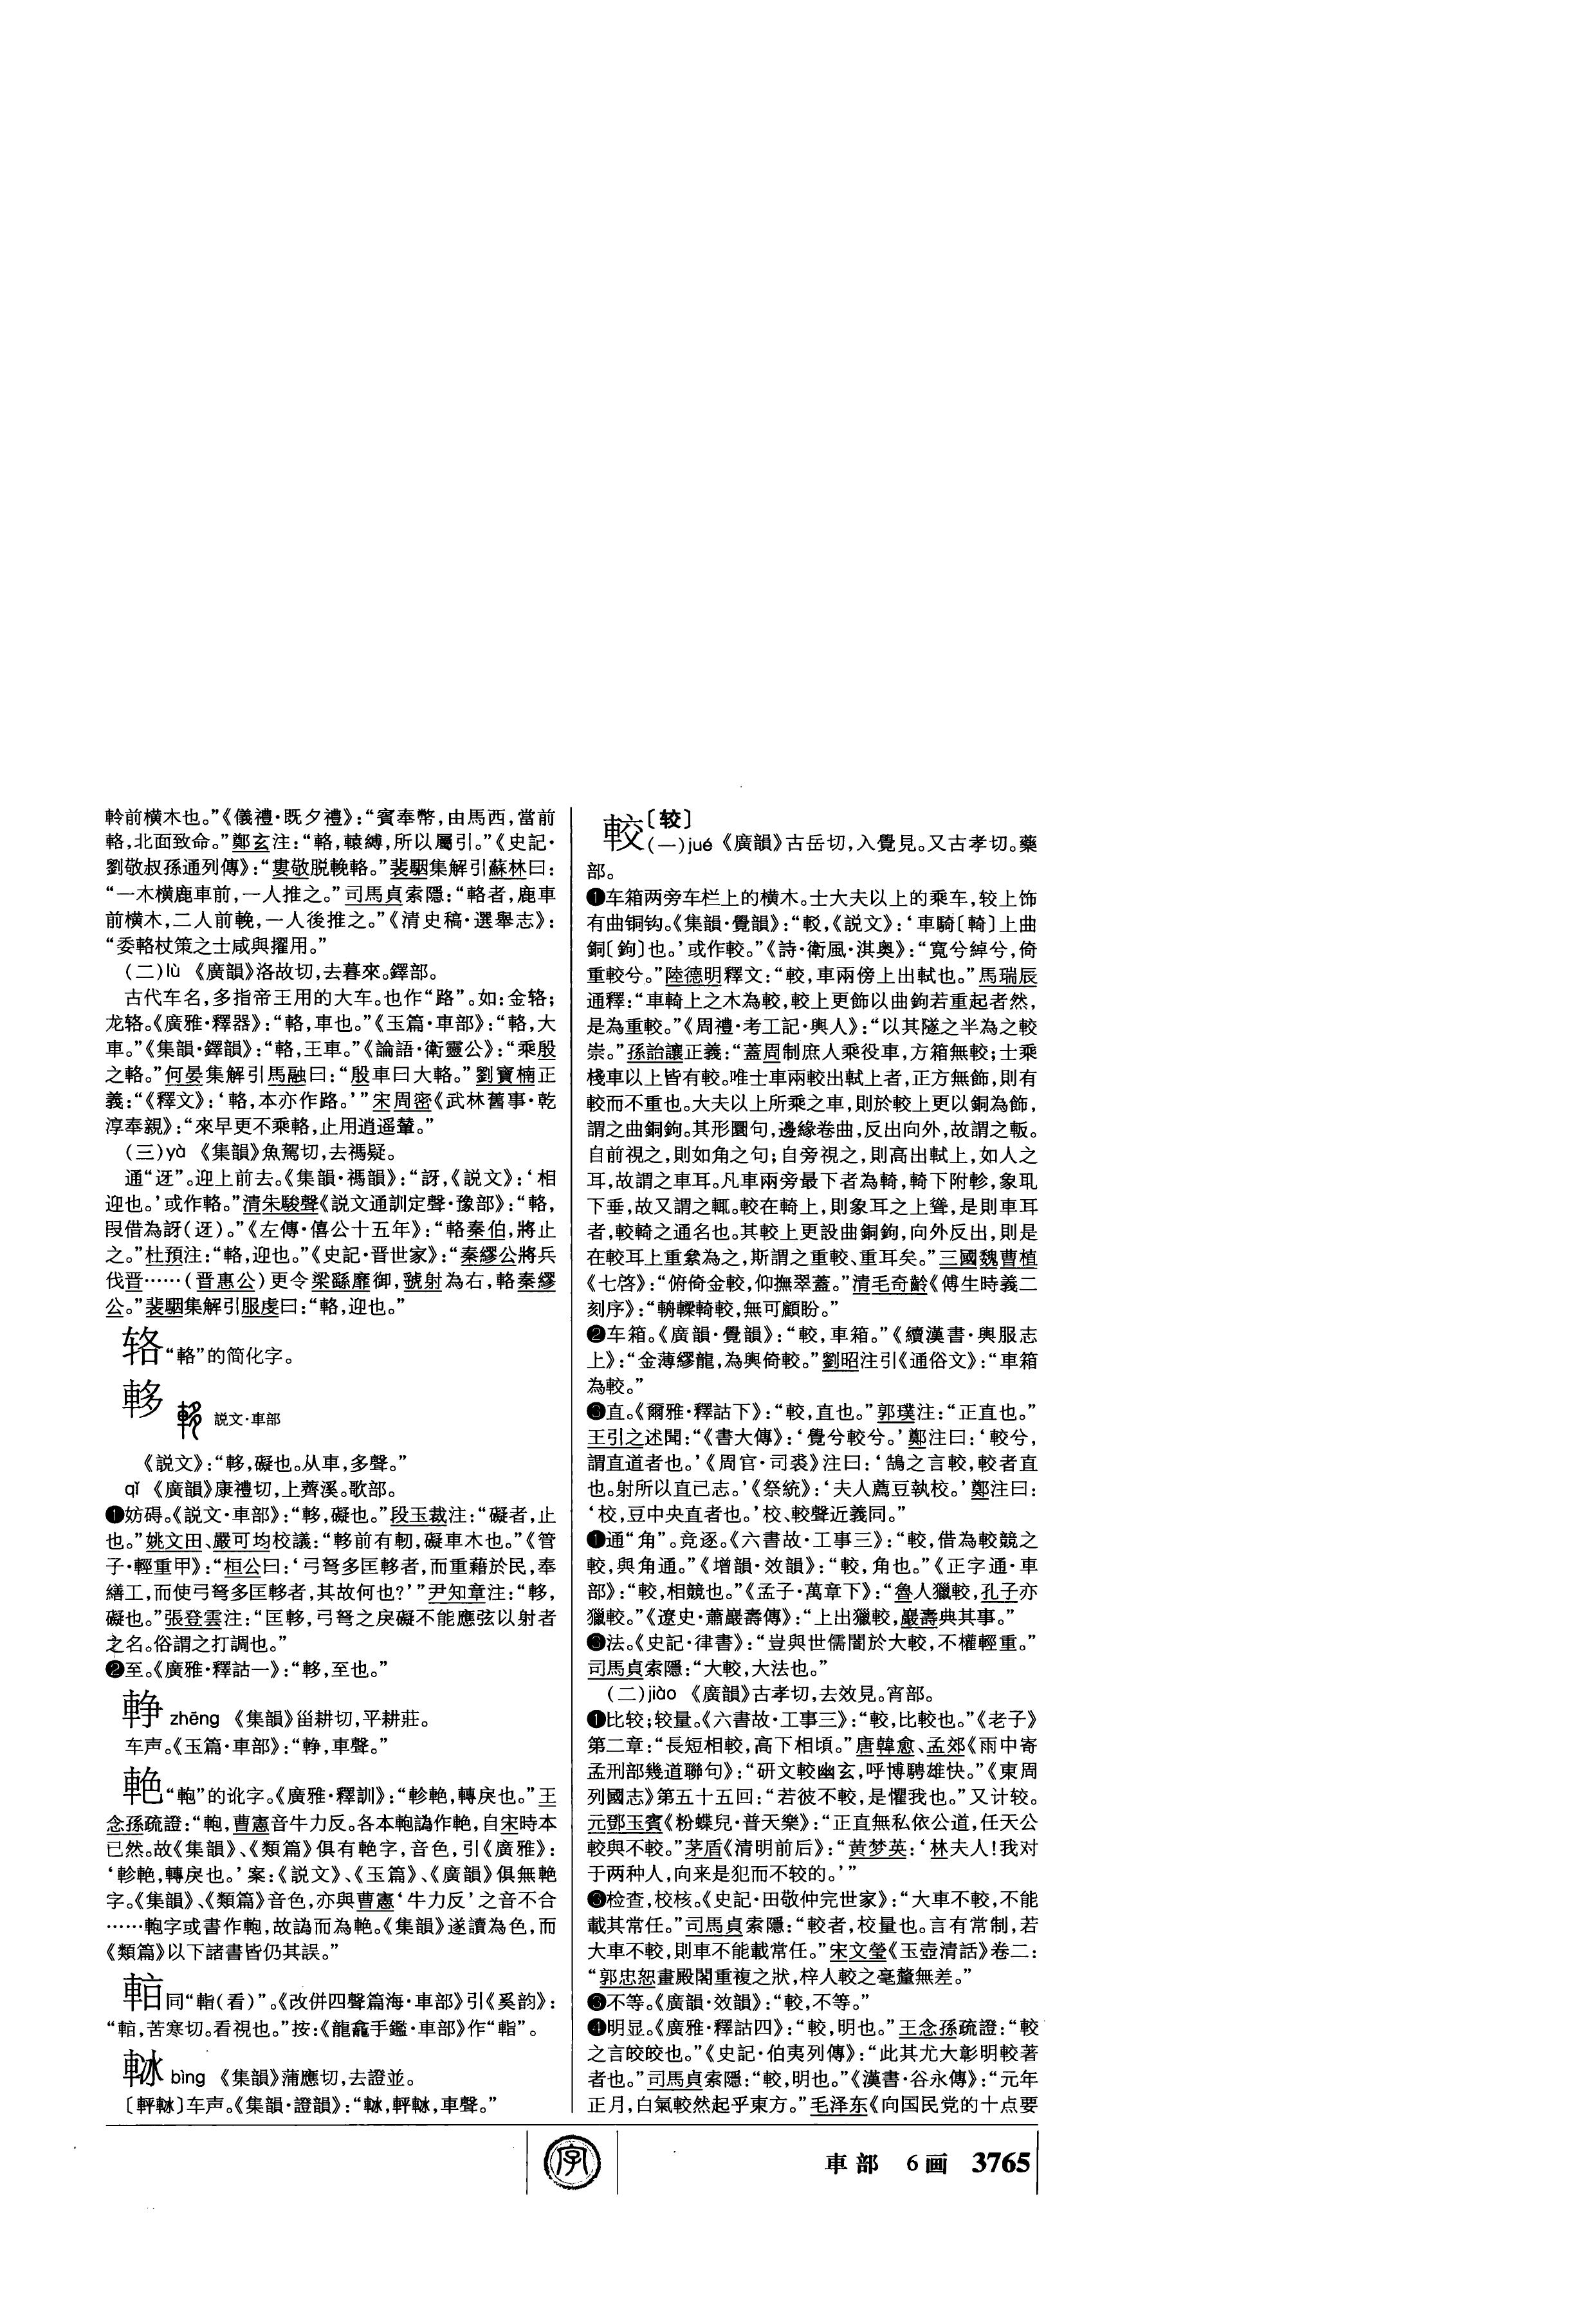 軨前横木也。”《儀禮·既夕禮》：“賓奉幣，由馬西，當前
輅，北面致命。”鄭玄注：“輅，轅縛，所以屬引。”《史記·
劉敬叔孫通列傳》：“婁敬脱輓輅。”裴駰集解引蘇林曰：
“一木横鹿車前，一人推之。”司馬貞索隱：“輅者，鹿車
前横木，二人前輓，一人後推之。”《清史稿·選舉志》：
“委輅杖策之士咸與擢用。”
（二）lù 《廣韻》洛故切，去暮來。鐸部。
古代车名，多指帝王用的大车。也作“路”。如：金辂；
龙辂。《廣雅·釋器》：“輅，車也。”《玉篇·車部》：“輅，大
車。”《集韻·鐸韻》：“輅，王車。”《論語·衛靈公》：“乘殷
之輅。”何晏集解引馬融曰：“殷車曰大輅。”劉寶楠正
義：“《釋文》：‘輅，本亦作路。’”宋周密《武林舊事·乾
淳奉親》：“來早更不乘輅，止用逍遥輦。”
（三）yà 《集韻》魚駕切，去禡疑。
通“迓”。迎上前去。《集韻·禡韻》：“訝，《説文》：‘相
迎也。’或作輅。”清朱駿聲《説文通訓定聲·豫部》：“輅，
叚借為訝（迓）。”《左傳·僖公十五年》：“輅秦伯，將止
之。”杜預注：“輅，迎也。”《史記·晋世家》：“秦繆公將兵
伐晋……（晋惠公）更令梁繇靡御，虢射為右，輅秦繆
公。”裴駰集解引服虔曰：“輅，迎也。”
辂“輅”的简化字。
䡔 説文·車部
《説文》：“䡔，礙也。从車，多聲。”
qǐ 《廣韻》康禮切，上薺溪。歌部。
❶妨碍。《説文·車部》：“䡔，礙也。”段玉裁注：“礙者，止
也。”姚文田、嚴可均校議：“䡔前有軔，礙車木也。”《管
子·輕重甲》：“桓公曰：‘弓弩多匡䡔者，而重藉於民，奉
繕工，而使弓弩多匡䡔者，其故何也？’”尹知章注：“䡔，
礙也。”張登雲注：“匡䡔，弓弩之戾礙不能應弦以射者
之名。俗謂之打調也。”
❷至。《廣雅·釋詁一》：“䡔，至也。”
zhēng 《集韻》甾耕切，平耕莊。
车声。《玉篇·車部》：“，車聲。”
“軳”的讹字。《廣雅·釋訓》：“軫，轉戾也。”王
念孫疏證：“軳，曹憲音牛力反。各本軳譌作，自宋時本
已然。故《集韻》、《類篇》俱有字，音色，引《廣雅》：
‘軫，轉戾也。’案：《説文》、《玉篇》、《廣韻》俱無
字。《集韻》、《類篇》音色，亦與曹憲‘牛力反’之音不合
……軳字或書作軳，故譌而為。《集韻》遂讀為色，而
《類篇》以下諸書皆仍其誤。”
同“（看）”。《改併四聲篇海·車部》引《奚韵》：
“，苦寒切。看視也。”按：《龍龕手鑑·車部》作“”。
bìng 《集韻》蒲應切，去證並。
〔軯〕车声。《集韻·證韻》：“，軯，車聲。”
較〔较〕
（一）jué 《廣韻》古岳切，入覺見。又古孝切。藥
部。
❶车箱两旁车栏上的横木。士大夫以上的乘车，较上饰
有曲铜钩。《集韻·覺韻》：“較，《説文》：‘車騎〔輢〕上曲
銅〔鉤〕也。’或作較。”《詩·衛風·淇奥》：“寬兮綽兮，倚
重較兮。”陸德明釋文：“較，車兩傍上出軾也。”馬瑞辰
通釋：“車輢上之木為較，較上更飾以曲鉤若重起者然，
是為重較。”《周禮·考工記·輿人》：“以其隧之半為之較
崇。”孫詒讓正義：“蓋周制庶人乘役車，方箱無較；士乘
棧車以上皆有較。唯士車兩較出軾上者，正方無飾，則有
較而不重也。大夫以上所乘之車，則於較上更以銅為飾，
謂之曲銅鉤。其形圜句，邊緣卷曲，反出向外，故謂之軓。
自前視之，則如角之句；自旁視之，則高出軾上，如人之
耳，故謂之車耳。凡車兩旁最下者為輢，輢下附軫，象耴
下垂，故又謂之輒。較在輢上，則象耳之上聳，是則車耳
者，較輢之通名也。其較上更設曲銅鉤，向外反出，則是
在較耳上重絫為之，斯謂之重較、重耳矣。”三國魏曹植
《七啓》：“俯倚金較，仰撫翠蓋。”清毛奇齡《傅生時義二
刻序》：“輢較，無可顧盼。”
❷车箱。《廣韻·覺韻》：“較，車箱。”《續漢書·輿服志
上》：“金薄繆龍，為輿倚較。”劉昭注引《通俗文》：“車箱
為較。”
❸直。《爾雅·釋詁下》：“較，直也。”郭璞注：“正直也。”
王引之述聞：“《書大傳》：‘覺兮較兮。’鄭注曰：‘較兮，
謂直道者也。’《周官·司裘》注曰：‘鵠之言較，較者直
也。射所以直己志。’《祭統》：‘夫人薦豆執校。’鄭注曰：
‘校，豆中央直者也。’校、較聲近義同。”
❹通“角”。竞逐。《六書故·工事三》：“較，借為較競之
較，與角通。”《增韻·效韻》：“較，角也。”《正字通·車
部》：“較，相競也。”《孟子·萬章下》：“魯人獵較，孔子亦
獵較。”《遼史·蕭巖壽傳》：“上出獵較，巖壽典其事。”
❺法。《史記·律書》：“豈與世儒闇於大較，不權輕重。”
司馬貞索隱：“大較，大法也。”
（二）jiào 《廣韻》古孝切，去效見。宵部。
❶比较；较量。《六書故·工事三》：“較，比較也。”《老子》
第二章：“長短相較，高下相頃。”唐韓愈、孟郊《雨中寄
孟刑部幾道聯句》：“研文較幽玄，呼博騁雄快。”《東周
列國志》第五十五回：“若彼不較，是懼我也。”又计较。
元鄧玉賓《粉蝶兒·普天樂》：“正直無私依公道，任天公
較與不較。”茅盾《清明前后》：“黄梦英：‘林夫人！我对
于两种人，向来是犯而不较的。’”
❷检查，校核。《史記·田敬仲完世家》：“大車不較，不能
載其常任。”司馬貞索隱：“較者，校量也。言有常制，若
大車不較，則車不能載常任。”宋文瑩《玉壺清話》卷二：
“郭忠恕畫殿閣重複之狀，梓人較之毫釐無差。”
❸不等。《廣韻·效韻》：“較，不等。”
❹明显。《廣雅·釋詁四》：“較，明也。”王念孫疏證：“較
之言皎皎也。”《史記·伯夷列傳》：“此其尤大彰明較著
者也。”司馬貞索隱：“較，明也。”《漢書·谷永傳》：“元年
正月，白氣較然起乎東方。”毛泽东《向国民党的十点要
字
車部 6画 3765